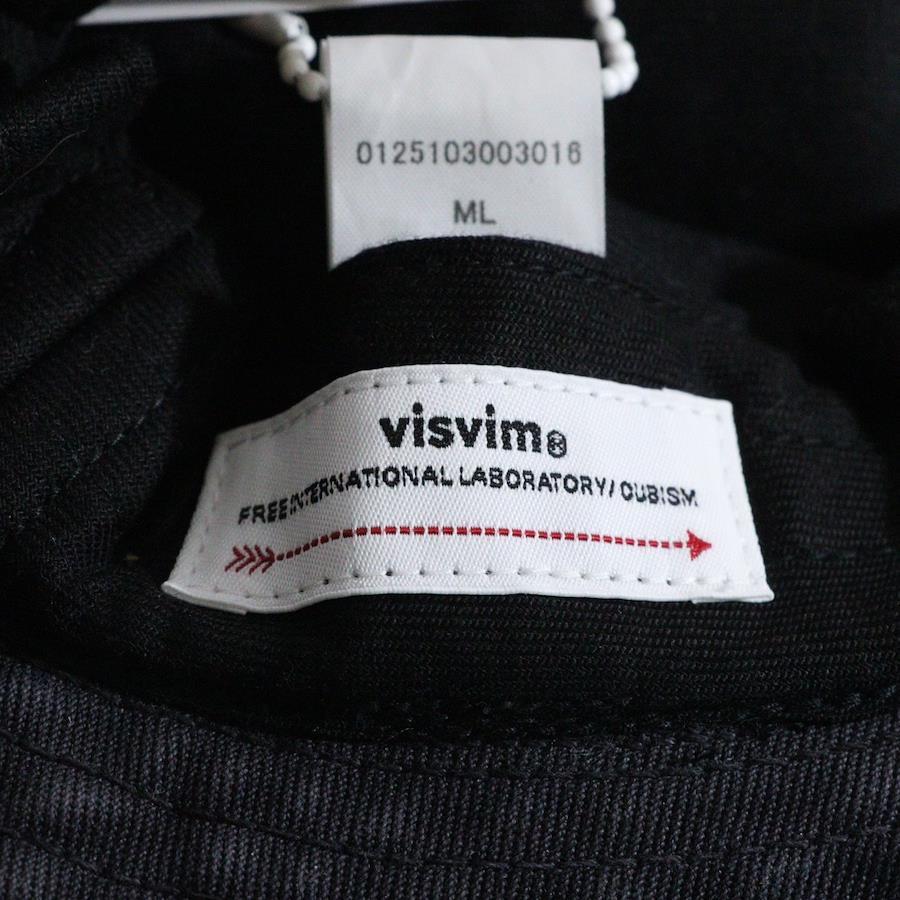 0125103003016
ML
visvim®
FREE INTERNATIONAL LABORATORY / CUBISM